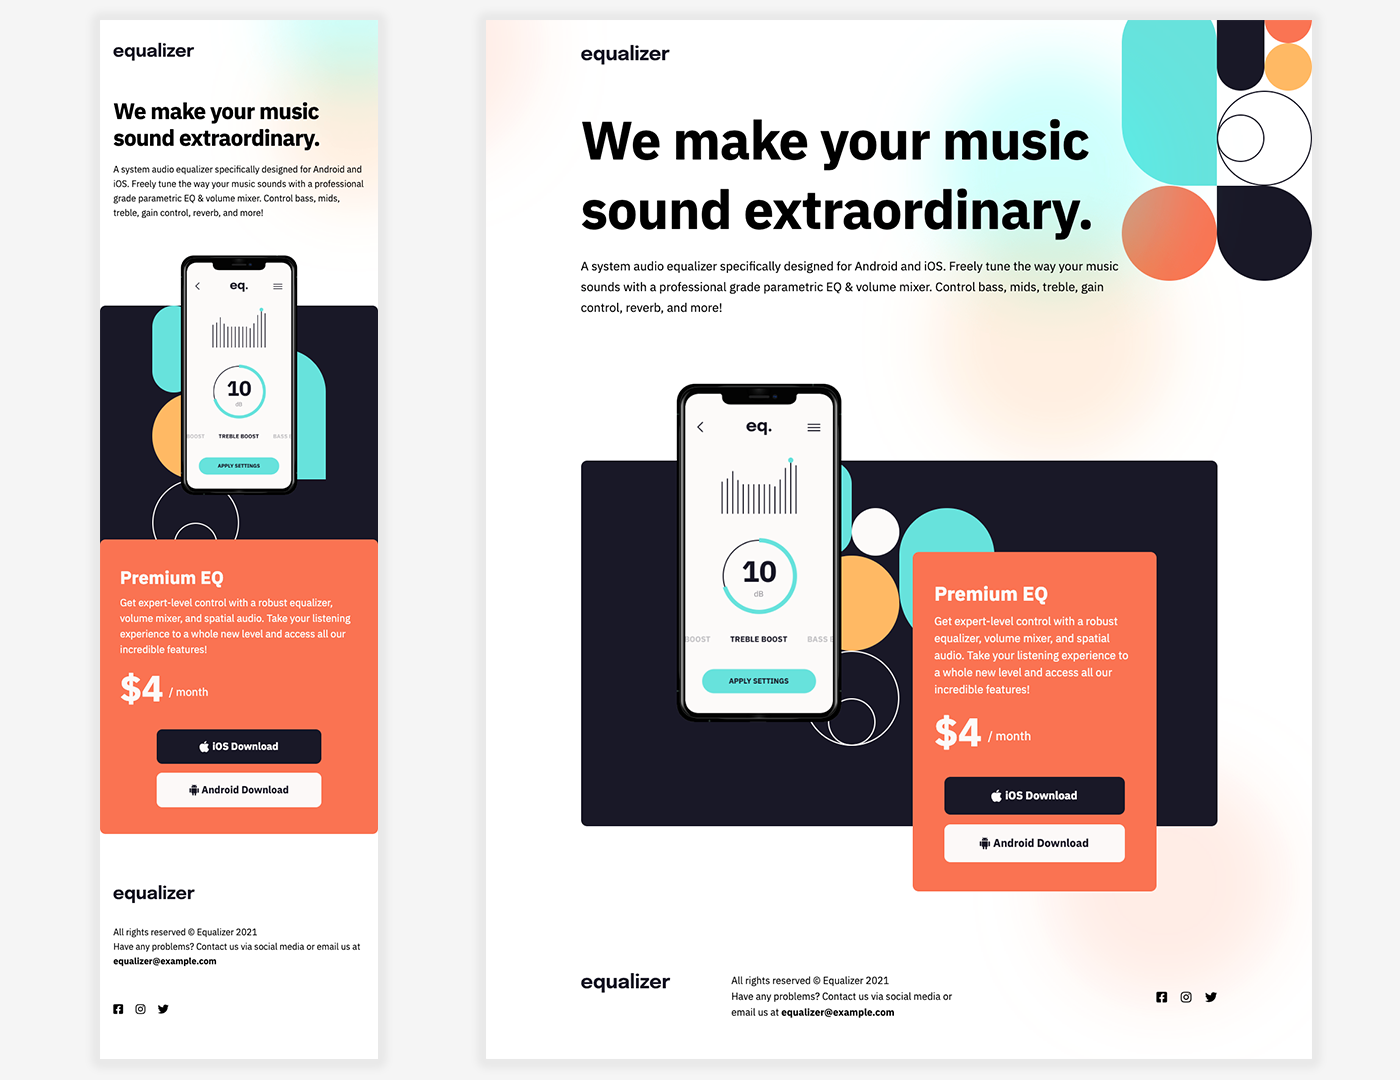 equalizer
We make your music
sound extraordinary.
A system audio equalizer specifically designed for Android and
iOS. Freely tune the way your music sounds with a professional
grade parametric EQ & volume mixer. Control bass, mids,
treble, gain control, reverb, and more!
eq.
10
dB
BOOST TREBLE BOOST BASS
APPLY SETTINGS
Premium EQ
Get expert-level control with a robust equalizer,
volume mixer, and spatial audio. Take your listening
experience to a whole new level and access all our
incredible features!
$4 / month
iOS Download
Android Download
equalizer
All rights reserved © Equalizer 2021
Have any problems? Contact us via social media or email us at
equalizer@example.com
equalizer
We make your music
sound extraordinary.
A system audio equalizer specifically designed for Android and iOS. Freely tune the way your music
sounds with a professional grade parametric EQ & volume mixer. Control bass, mids, treble, gain
control, reverb, and more!
eq.
10
dB
BOOST TREBLE BOOST BASS
APPLY SETTINGS
Premium EQ
Get expert-level control with a robust
equalizer, volume mixer, and spatial
audio. Take your listening experience to
a whole new level and access all our
incredible features!
$4 / month
iOS Download
Android Download
equalizer
All rights reserved © Equalizer 2021
Have any problems? Contact us via social media or
email us at equalizer@example.com